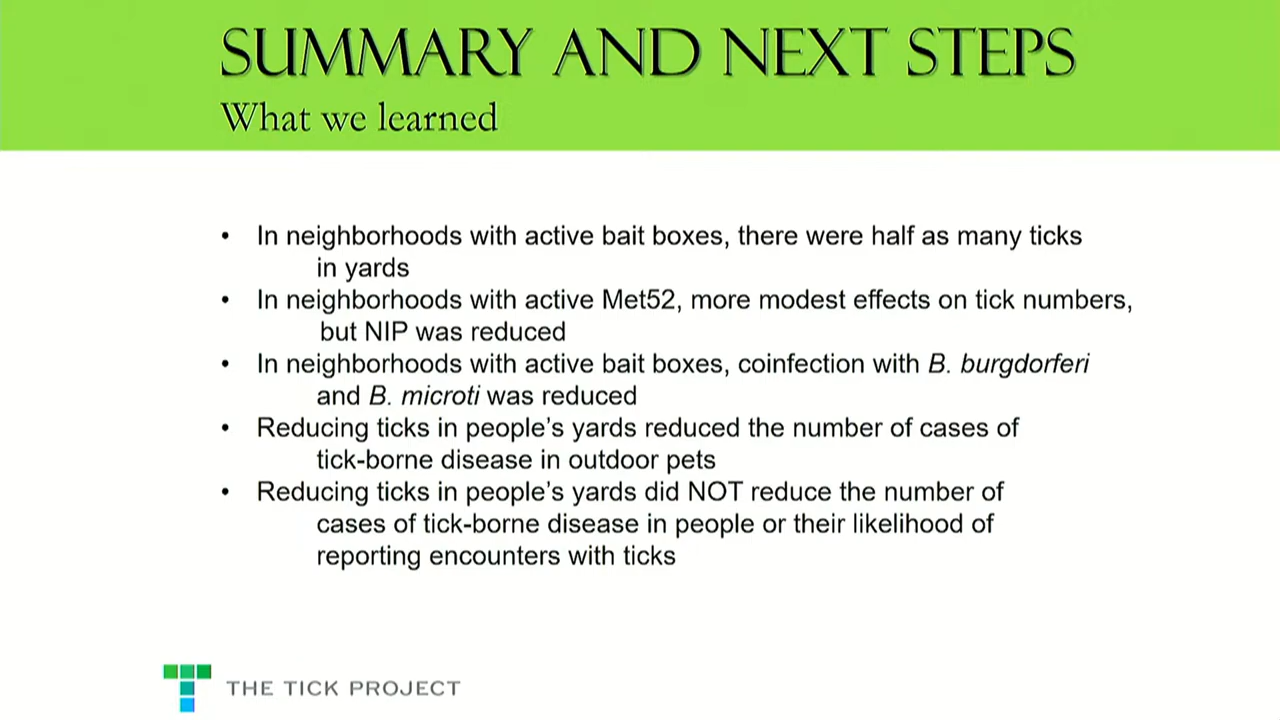 SUMMARY AND NEXT STEPS
What we learned
• In neighborhoods with active bait boxes, there were half as many ticks
in yards
• In neighborhoods with active Met52, more modest effects on tick numbers,
but NIP was reduced
• In neighborhoods with active bait boxes, coinfection with B. burgdorferi
and B. microti was reduced
• Reducing ticks in people's yards reduced the number of cases of
tick-borne disease in outdoor pets
• Reducing ticks in people's yards did NOT reduce the number of
cases of tick-borne disease in people or their likelihood of
reporting encounters with ticks
THE TICK PROJECT